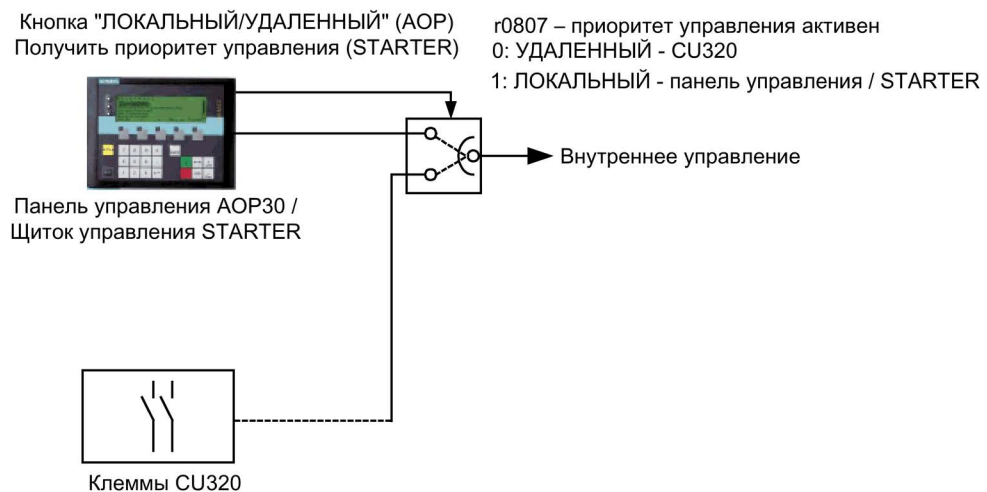 Кнопка "ЛОКАЛЬНЫЙ/УДАЛЕННЫЙ" (AOP)
Получить приоритет управления (STARTER)
r0807 – приоритет управления активен
0: УДАЛЕННЫЙ - CU320
1: ЛОКАЛЬНЫЙ - панель управления / STARTER
Внутреннее управление
Панель управления AOP30 /
Щиток управления STARTER
Клеммы CU320